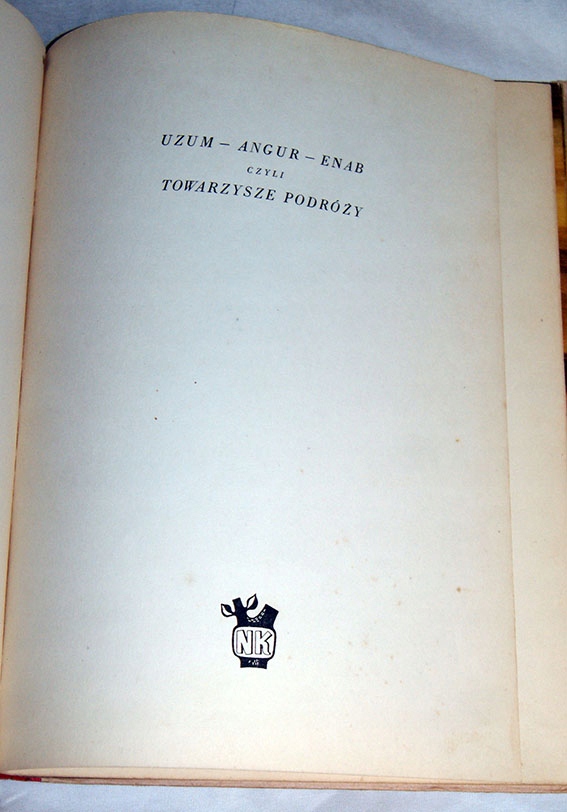 UZUM – ANGUR – ENAB
CZYLI
TOWARZYSZE PODRÓŻY
NK